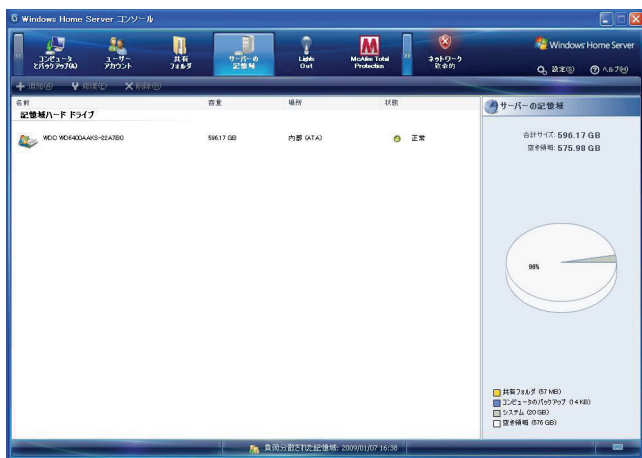 Windows Home Server コンソール
コンピュータ
とバックアップ(A)
ユーザー
アカウント
共有
フォルダ
サーバーの
記憶域
Lights
Out
McAfee Total
Protection
ネットワーク
致命的
Windows Home Server
設定(S)
ヘルプ(H)
追加(A)
修復(E)
削除(R)
名前
容量
場所
状態
記憶域ハード ドライブ
WDC WD6400AAKS-22A7B0
596.17 GB
内部 (ATA)
正常
サーバーの記憶域
合計サイズ: 596.17 GB
空き領域: 575.98 GB
96%
共有フォルダ (57 MB)
コンピュータのバックアップ (14 KB)
システム (20 GB)
空き領域 (576 GB)
負荷分散された記憶域: 2009/01/07 16:38